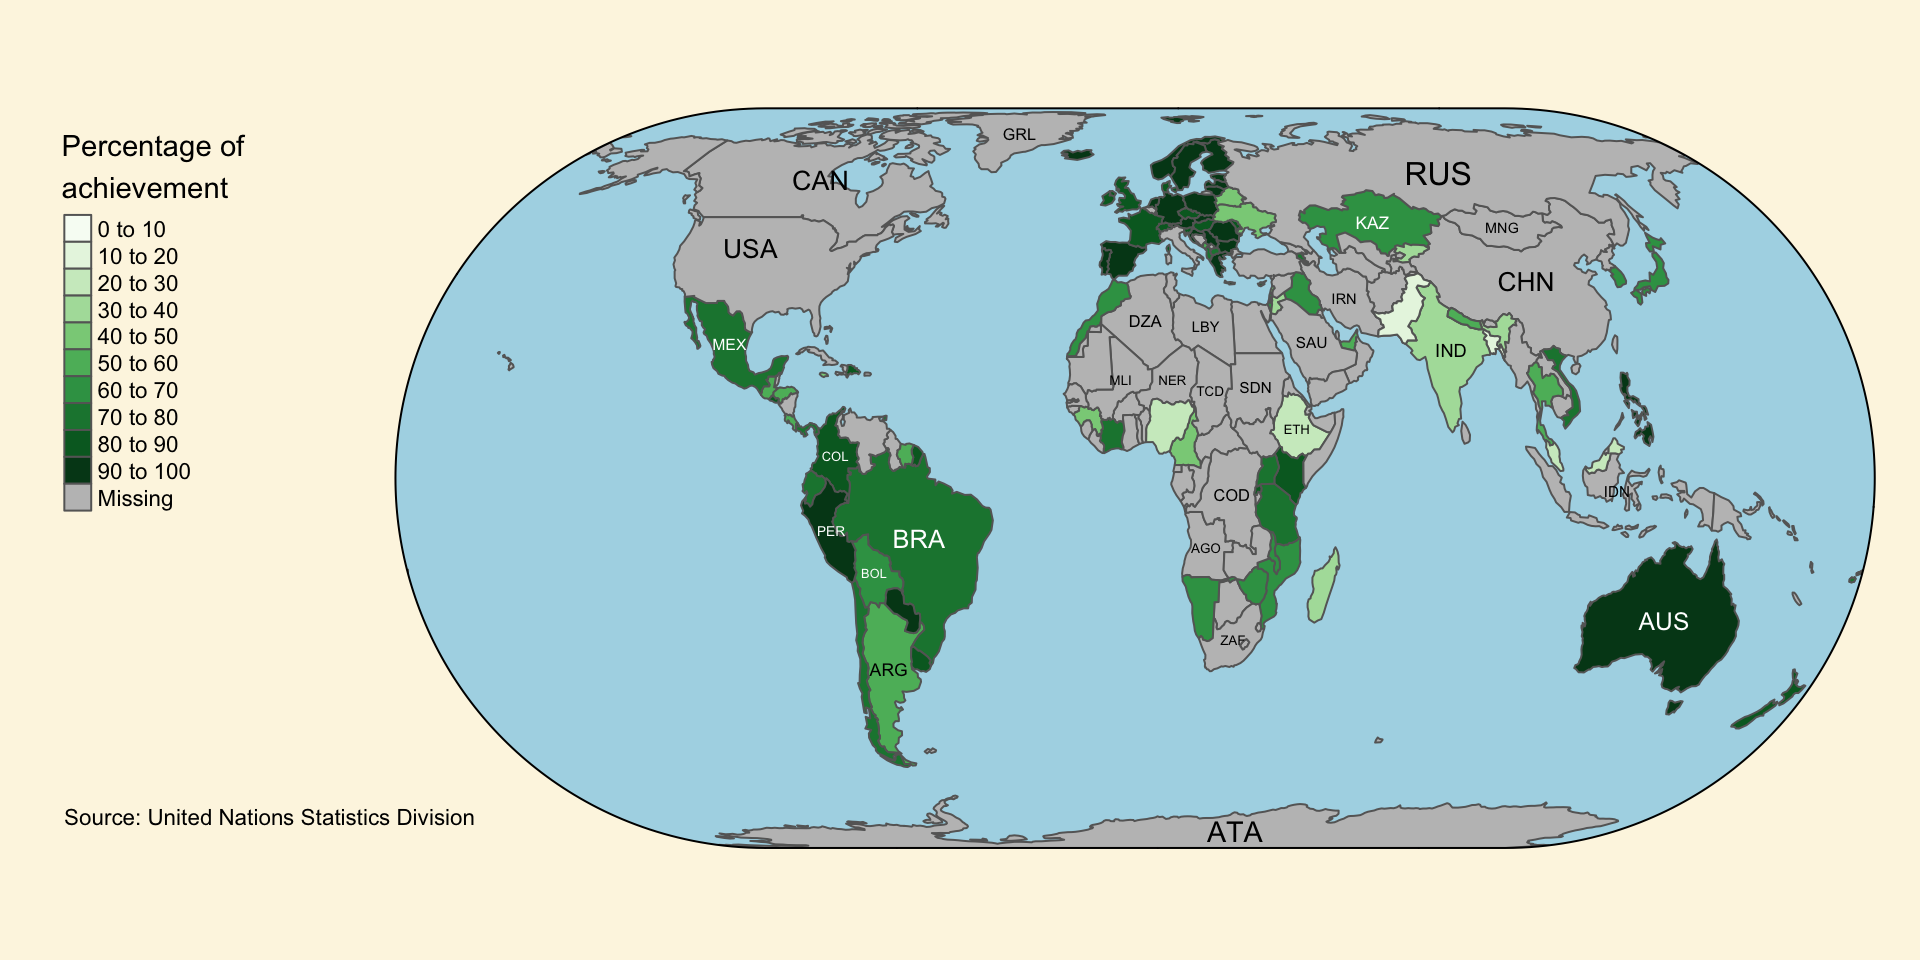 Percentage of
achievement
0 to 10
10 to 20
20 to 30
30 to 40
40 to 50
50 to 60
60 to 70
70 to 80
80 to 90
90 to 100
Missing
GRL
CAN
RUS
USA
KAZ
MNG
CHN
IRN
DZA
LBY
SAU
MEX
IND
MLI
NER
TCD
SDN
ETH
COL
COD
IDN
PER
BRA
AGO
BOL
AUS
ZAF
ARG
Source: United Nations Statistics Division
ATA